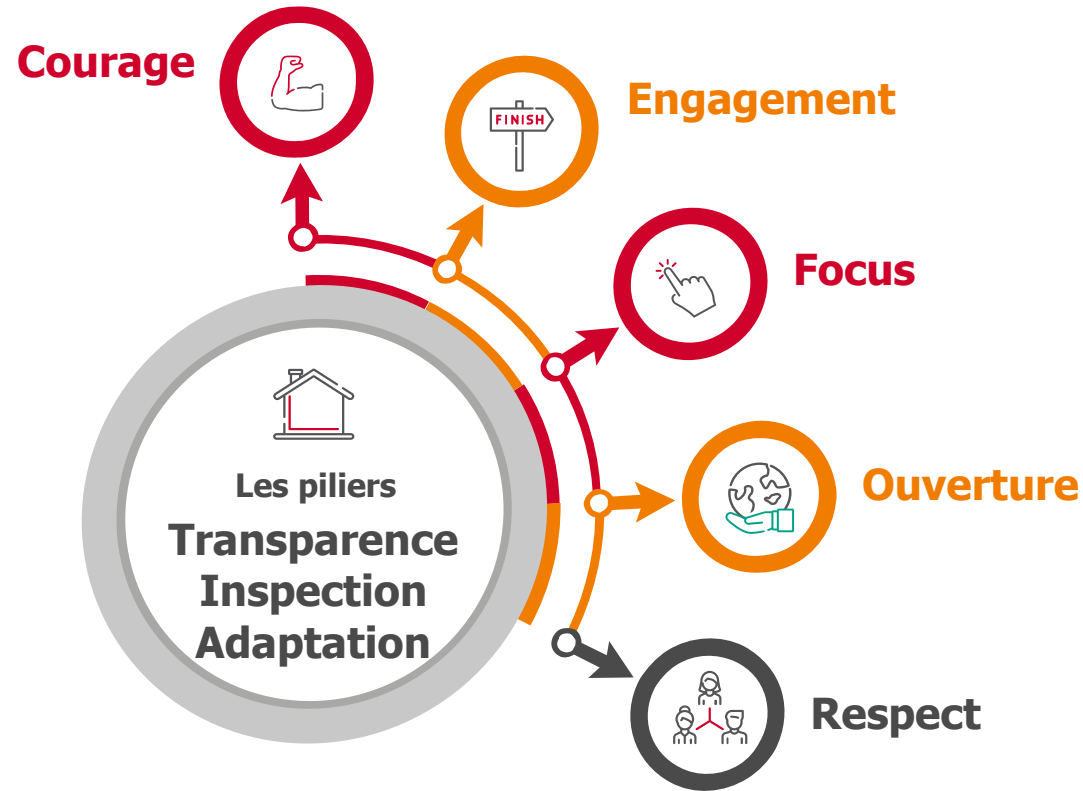 Courage
Engagement
FINISH
Focus
Les piliers
Transparence
Inspection
Adaptation
Ouverture
Respect